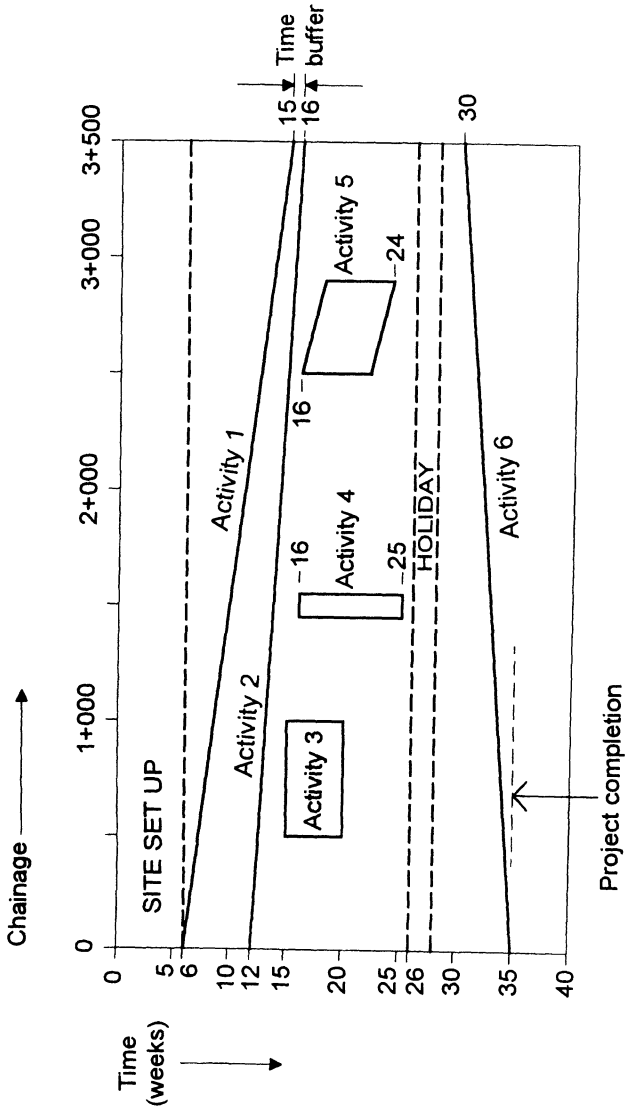 Chainage
0
1+000
2+000
3+000
3+500
Time
(weeks)
0
5
6
10
12
15
20
25
26
30
35
40
SITE SET UP
Activity 1
Activity 2
15
16
Time
buffer
Activity 3
16
Activity 4
25
16
Activity 5
24
HOLIDAY
30
Activity 6
Project completion